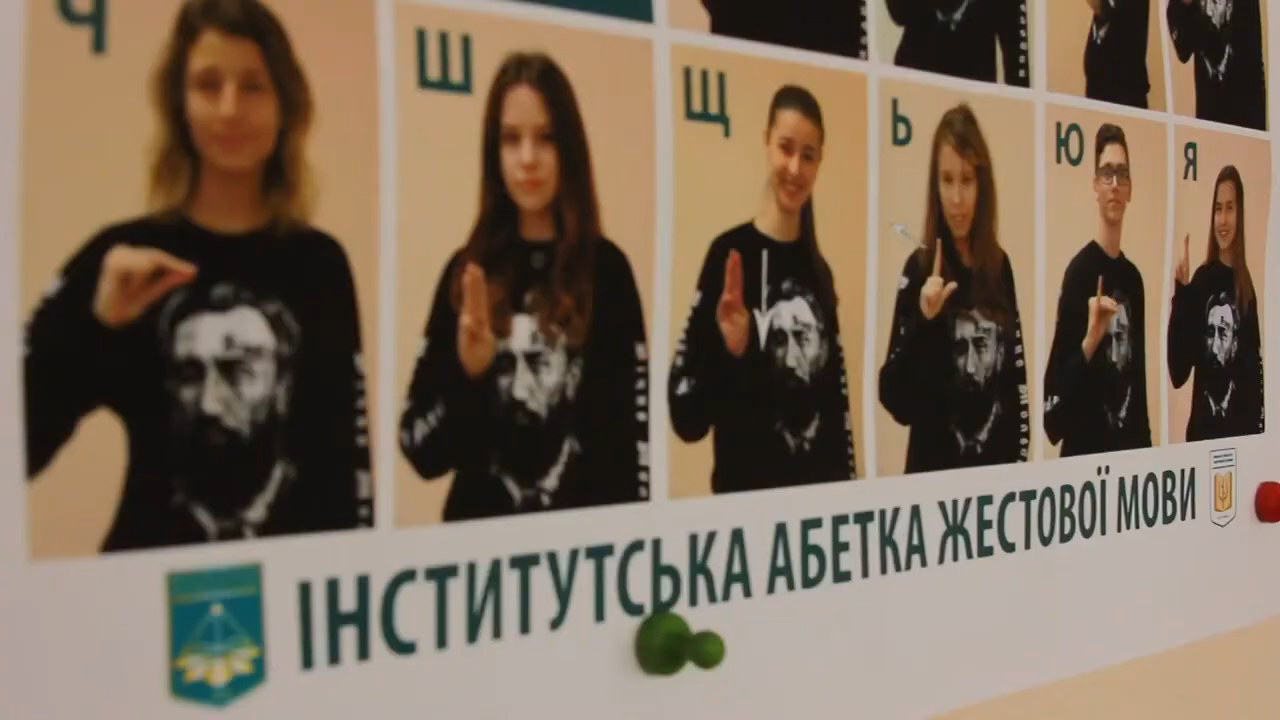 Ч
Ш
Щ
Ь
Ю
Я
ІНСТИТУТСЬКА АБЕТКА ЖЕСТОВОЇ МОВИ